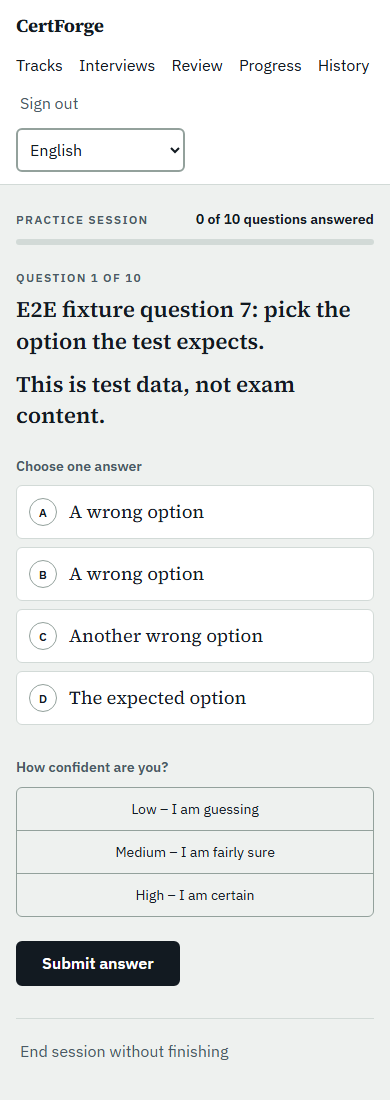 CertForge
Tracks Interviews Review Progress History
Sign out
English
PRACTICE SESSION 0 of 10 questions answered
QUESTION 1 OF 10
E2E fixture question 7: pick the
option the test expects.
This is test data, not exam
content.
Choose one answer
A A wrong option
B A wrong option
C Another wrong option
D The expected option
How confident are you?
Low – I am guessing
Medium – I am fairly sure
High – I am certain
Submit answer
End session without finishing